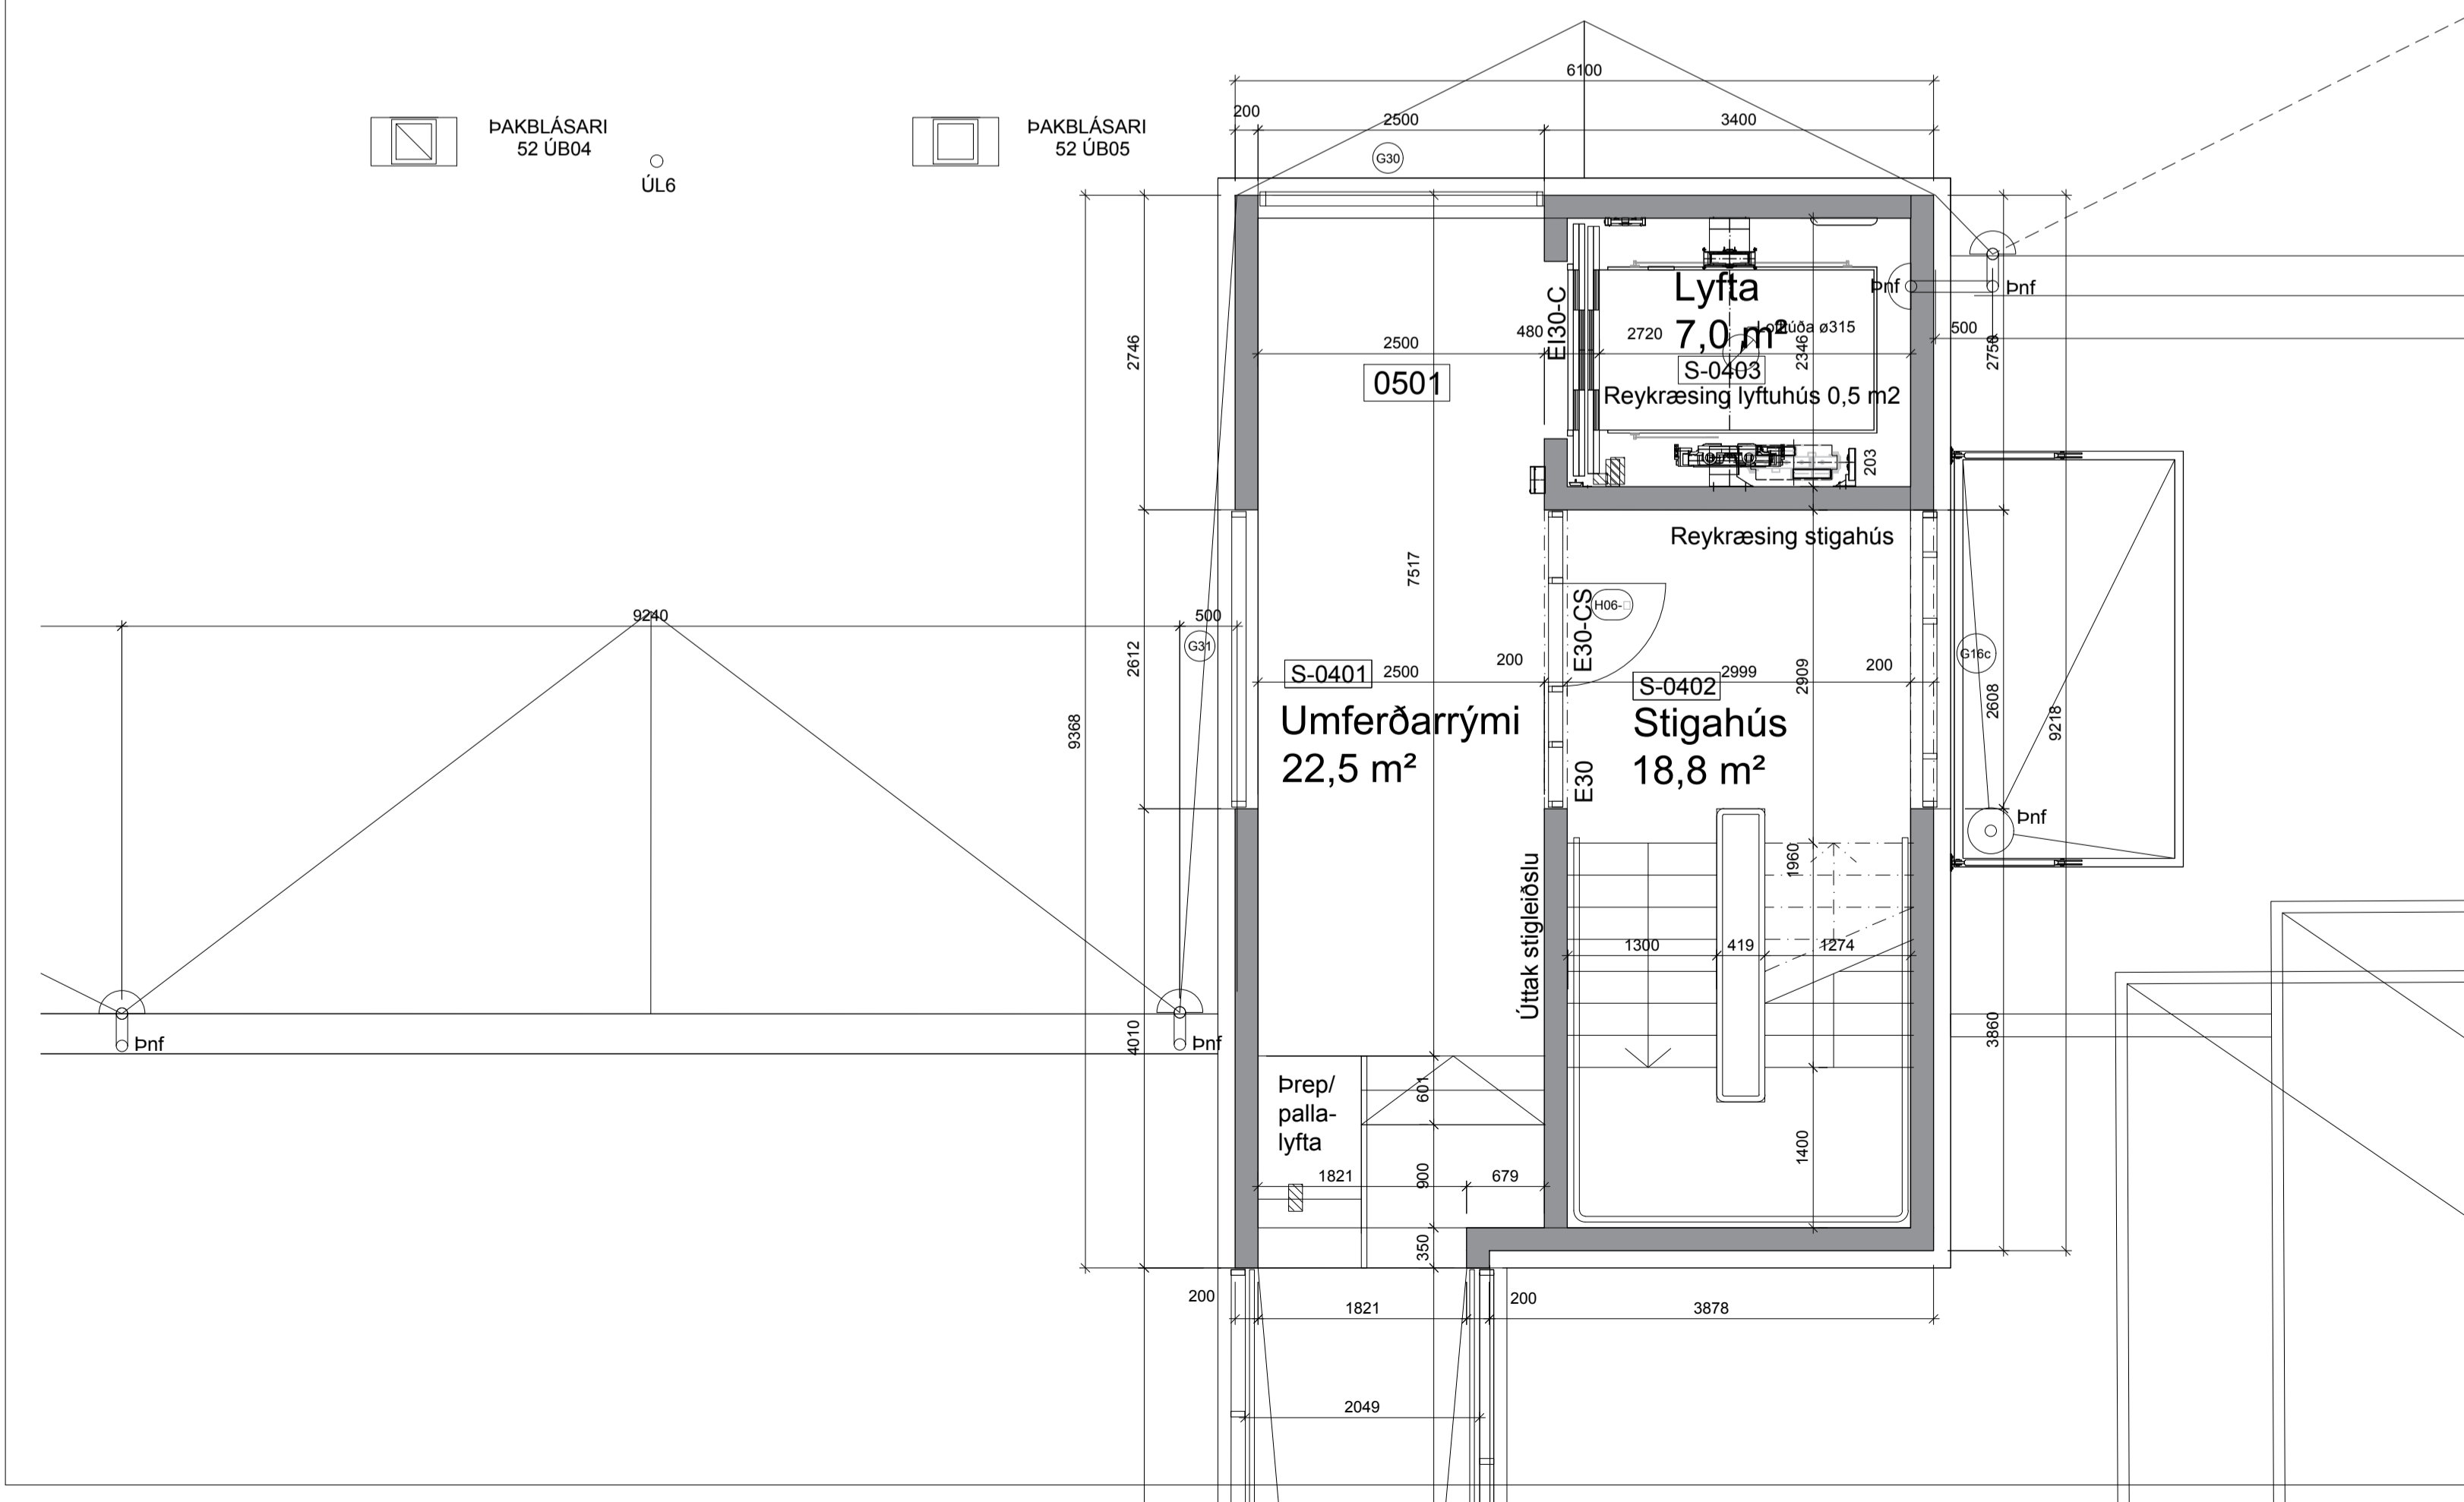 6100
200
2500
3400
ÞAKBLÁSARI
52 ÚB04
ÞAKBLÁSARI
52 ÚB05
G30
ÚL6
Lyfta
7,0 m²
ø315
S-0403
Reykræsing lyftuhús 0,5 m2
EI30-C
480
2720
2346
2500
0501
Þnf
Þnf
500
2746
203
Reykræsing stigahús
7517
9240
500
G31
H06-
E30-CS
2612
S-0401
2500
200
S-0402
2999
2909
200
G16c
2608
9218
9368
Umferðarrými
22,5 m²
Stigahús
18,8 m²
E30
Þnf
1960
Úttak stigleiðslu
1300
419
1274
4010
3860
Þnf
Þnf
Þrep/
palla-
lyfta
601
1400
1821
900
679
350
200
1821
200
3878
2049